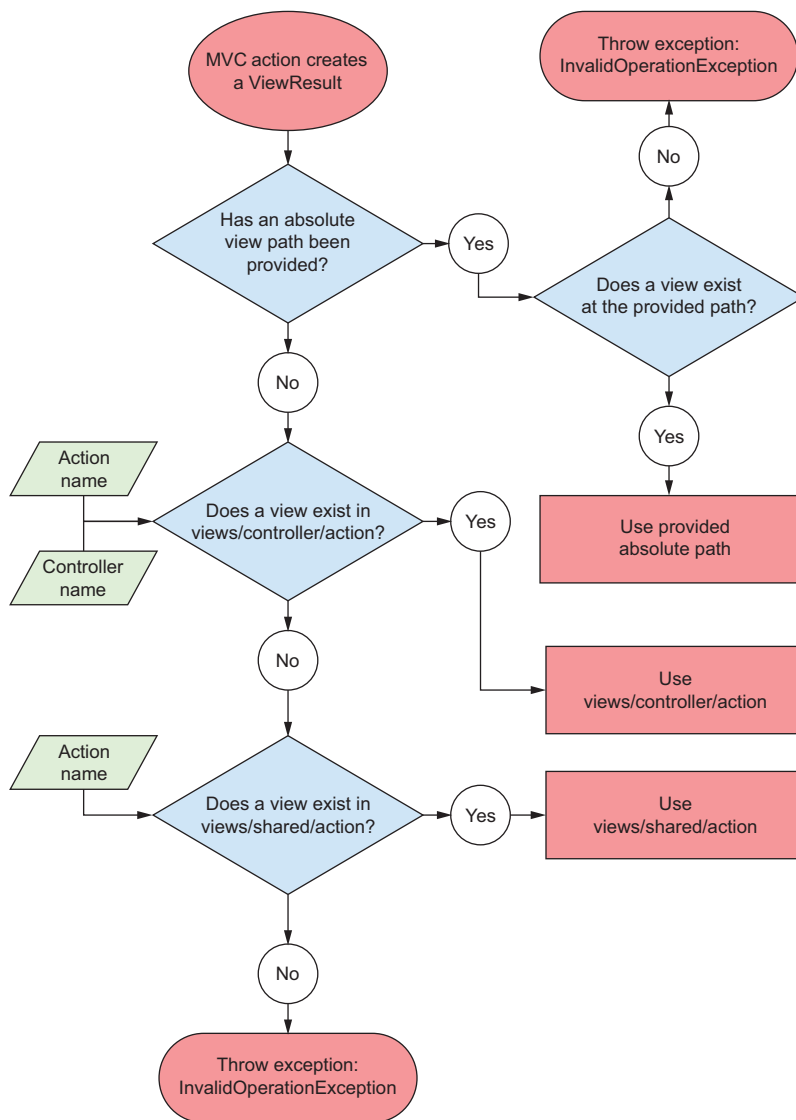 MVC action creates
a ViewResult
Throw exception:
InvalidOperationException
No
Has an absolute
view path been
provided?
Yes
Does a view exist
at the provided path?
No
Yes
Action
name
Does a view exist in
views/controller/action?
Yes
Use provided
absolute path
Controller
name
No
Use
views/controller/action
Action
name
Does a view exist in
views/shared/action?
Yes
Use
views/shared/action
No
Throw exception:
InvalidOperationException